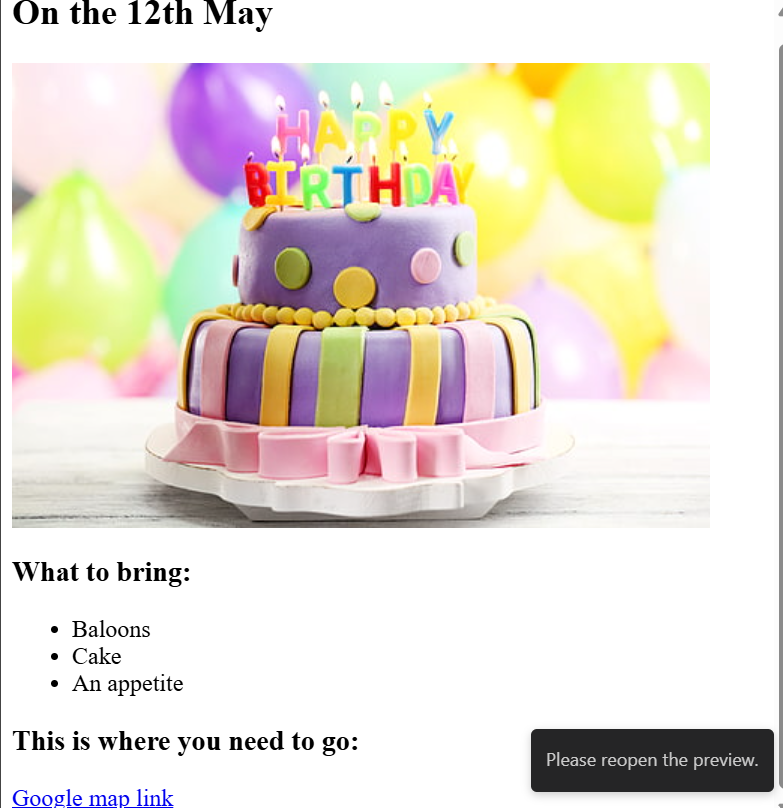 On the 12th May
HAPPY
BIRTHDAY
What to bring:
Baloons
Cake
An appetite
This is where you need to go:
Please reopen the preview.
Google map link